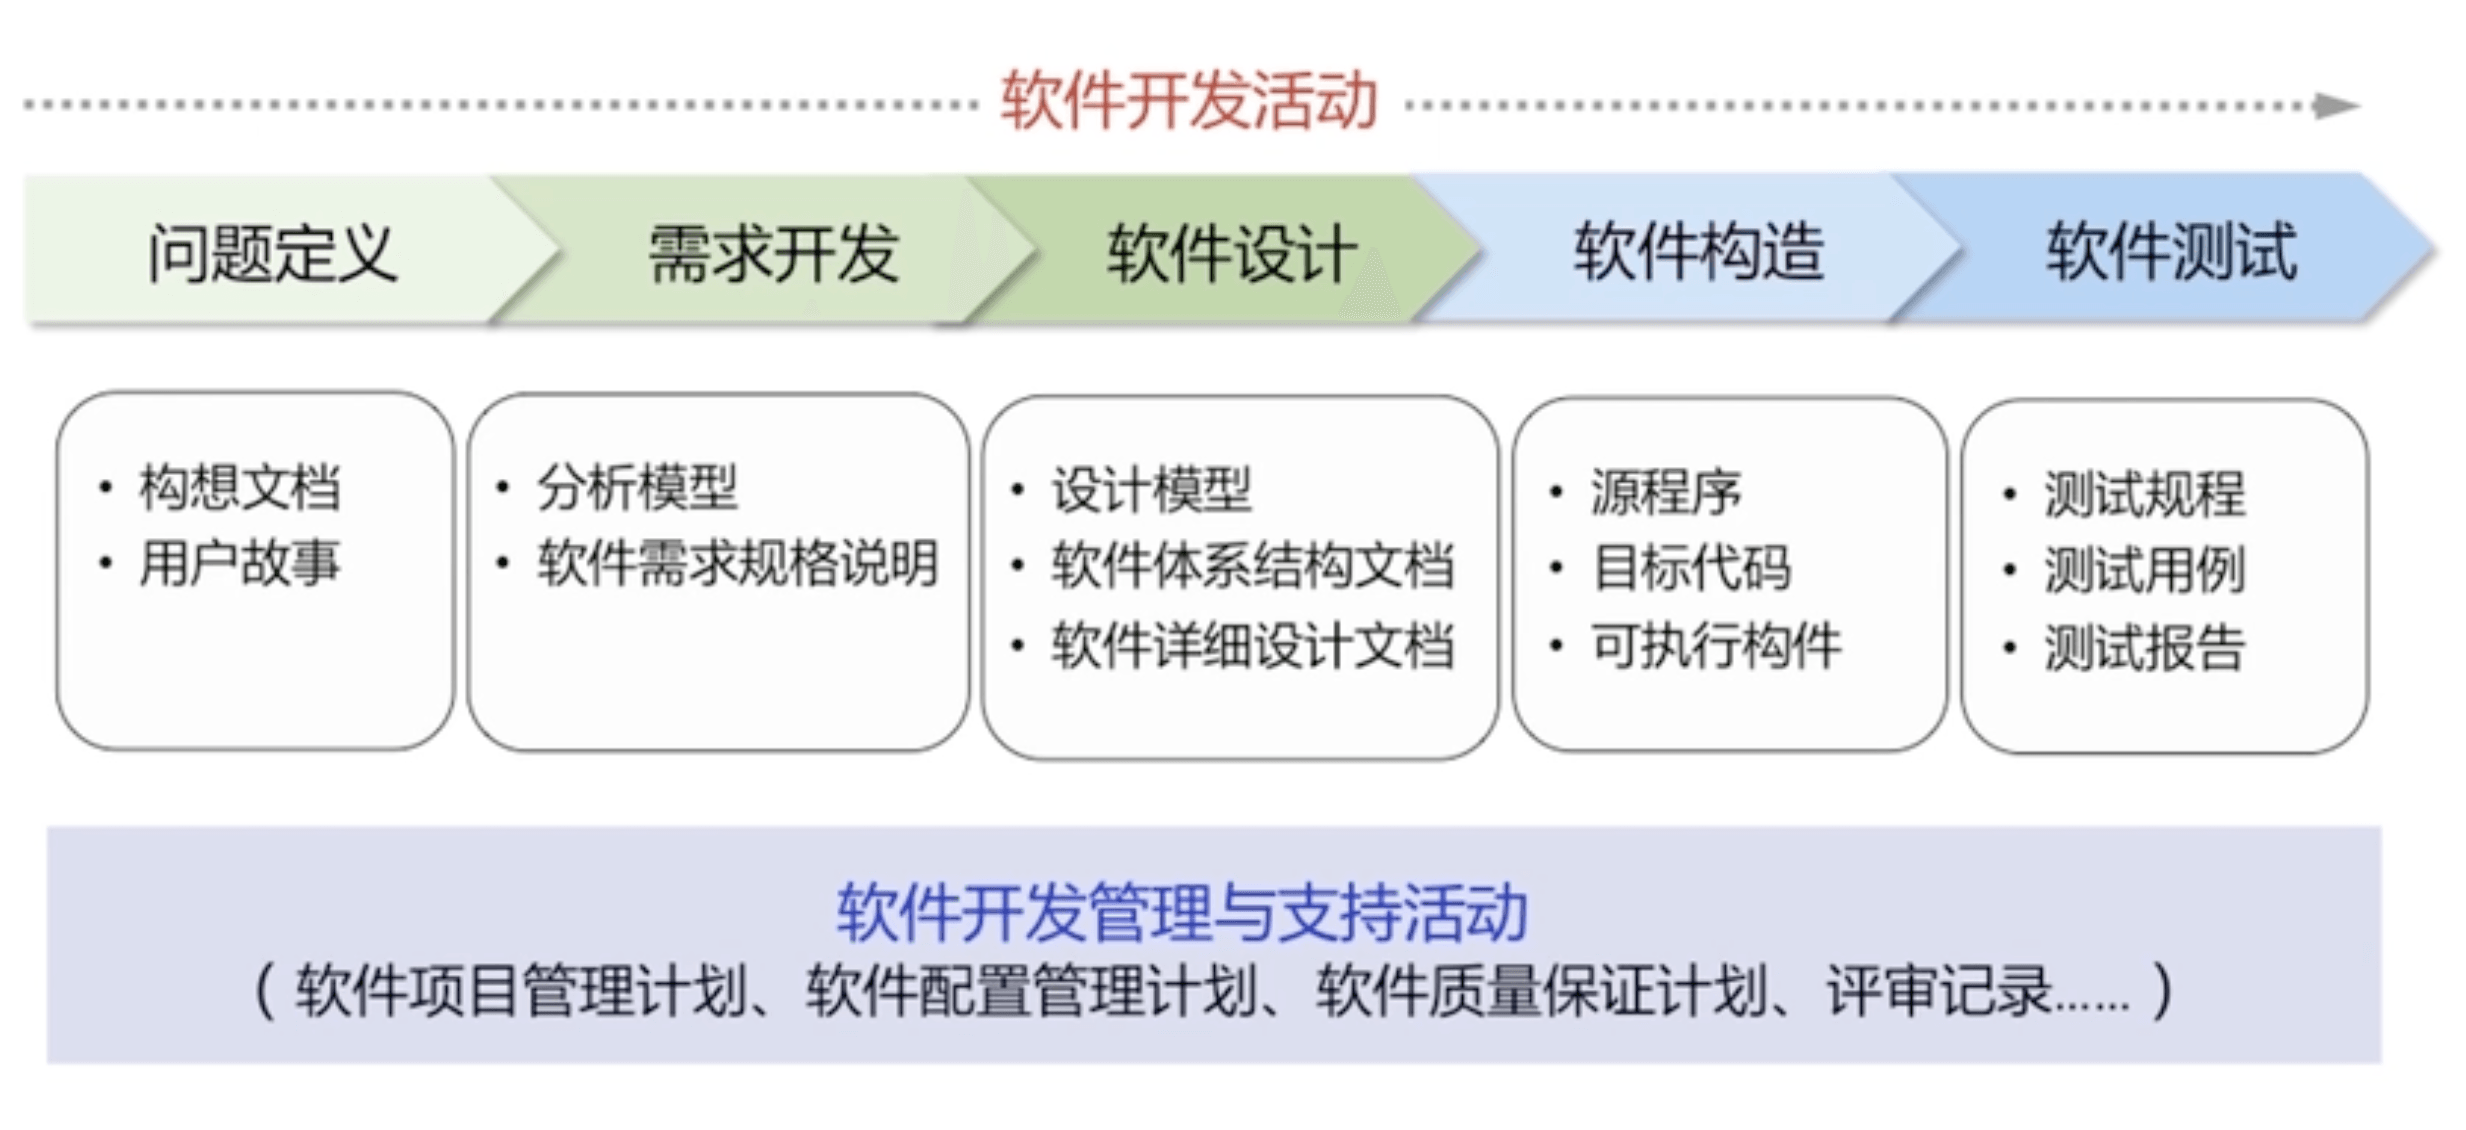 软件开发活动
问题定义
需求开发
软件设计
软件构造
软件测试
• 构想文档
• 用户故事
• 分析模型
• 软件需求规格说明
• 设计模型
• 软件体系结构文档
• 软件详细设计文档
• 源程序
• 目标代码
• 可执行构件
• 测试规程
• 测试用例
• 测试报告
软件开发管理与支持活动
（软件项目管理计划、软件配置管理计划、软件质量保证计划、评审记录……）